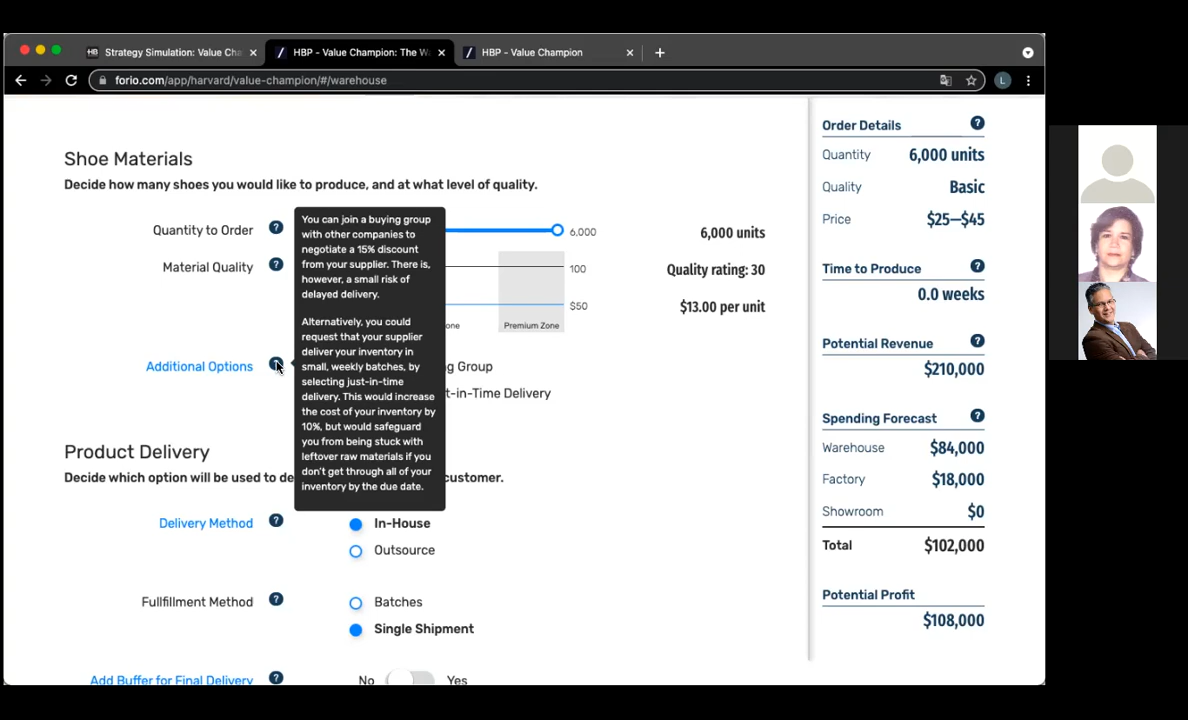 Strategy Simulation: Value Cha
HBP - Value Champion: The W
HBP - Value Champion
forio.com/app/harvard/value-champion/#/warehouse
L
Shoe Materials
Decide how many shoes you would like to produce, and at what level of quality.
Quantity to Order ?
6,000
6,000 units
Material Quality ?
100
Quality rating: 30
$50
$13.00 per unit
one
Premium Zone
Additional Options
g Group
t-in-Time Delivery
You can join a buying group
with other companies to
negotiate a 15% discount
from your supplier. There is,
however, a small risk of
delayed delivery.
Alternatively, you could
request that your supplier
deliver your inventory in
small, weekly batches, by
selecting just-in-time
delivery. This would increase
the cost of your inventory by
10%, but would safeguard
you from being stuck with
leftover raw materials if you
don't get through all of your
inventory by the due date.
Product Delivery
Decide which option will be used to de
customer.
Delivery Method ?
In-House
Outsource
Fullfillment Method ?
Batches
Single Shipment
Add Buffer for Final Delivery ?
No
Yes
Order Details ?
Quantity 6,000 units
Quality Basic
Price $25—$45
Time to Produce ?
0.0 weeks
Potential Revenue ?
$210,000
Spending Forecast ?
Warehouse $84,000
Factory $18,000
Showroom $0
Total $102,000
Potential Profit
$108,000